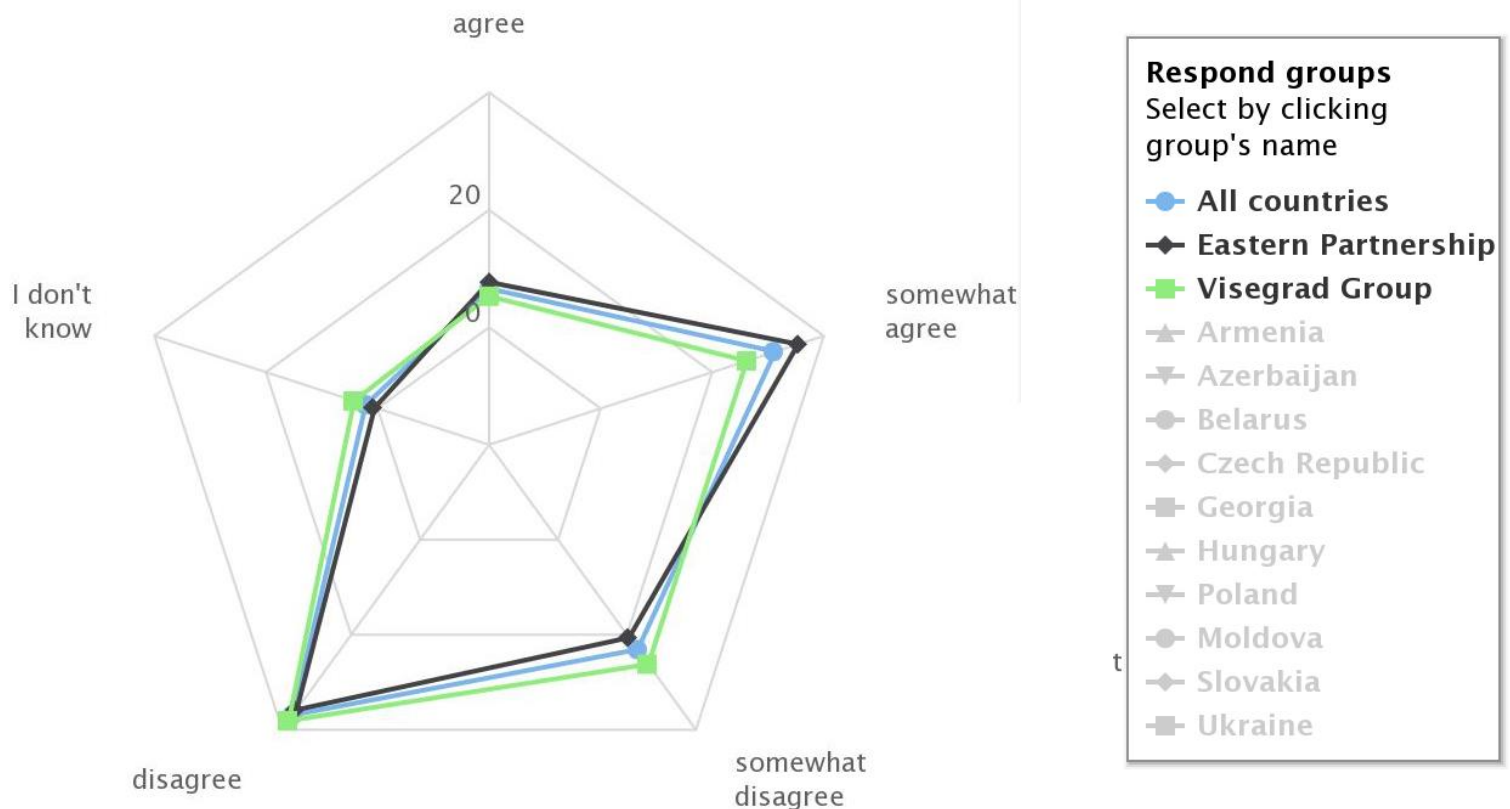 agree
20
0
I don't
know
somewhat
agree
disagree
somewhat
disagree
t
Respond groups
Select by clicking
group's name
All countries
Eastern Partnership
Visegrad Group
Armenia
Azerbaijan
Belarus
Czech Republic
Georgia
Hungary
Poland
Moldova
Slovakia
Ukraine